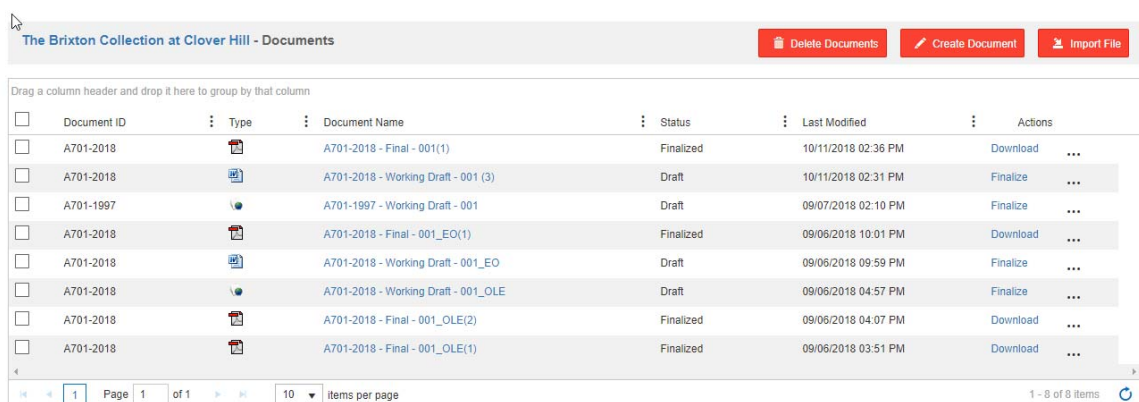 The Brixton Collection at Clover Hill - Documents Delete Documents Create Document Import File
Drag a column header and drop it here to group by that column
Document ID Type Document Name Status Last Modified Actions
A701-2018 A701-2018 - Final - 001(1) Finalized 10/11/2018 02:36 PM Download ...
A701-2018 A701-2018 - Working Draft - 001 (3) Draft 10/11/2018 02:31 PM Finalize ...
A701-1997 A701-1997 - Working Draft - 001 Draft 09/07/2018 02:10 PM Finalize ...
A701-2018 A701-2018 - Final - 001_EO(1) Finalized 09/06/2018 10:01 PM Download ...
A701-2018 A701-2018 - Working Draft - 001_EO Draft 09/06/2018 09:59 PM Finalize ...
A701-2018 A701-2018 - Working Draft - 001_OLE Draft 09/06/2018 04:57 PM Finalize ...
A701-2018 A701-2018 - Final - 001_OLE(2) Finalized 09/06/2018 04:07 PM Download ...
A701-2018 A701-2018 - Final - 001_OLE(1) Finalized 09/06/2018 03:51 PM Download ...
1 Page 1 of 1 10 items per page 1 - 8 of 8 items